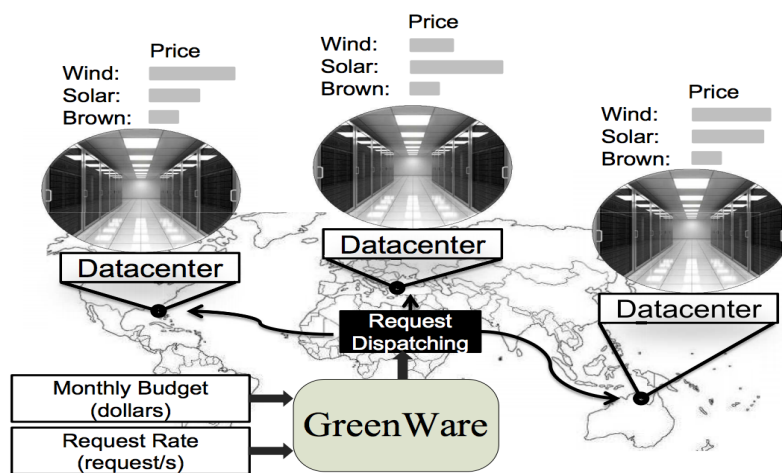 Price
Wind:
Solar:
Brown:
Price
Wind:
Solar:
Brown:
Price
Wind:
Solar:
Brown:
Datacenter
Datacenter
Datacenter
Request
Dispatching
Monthly Budget
(dollars)
GreenWare
Request Rate
(request/s)